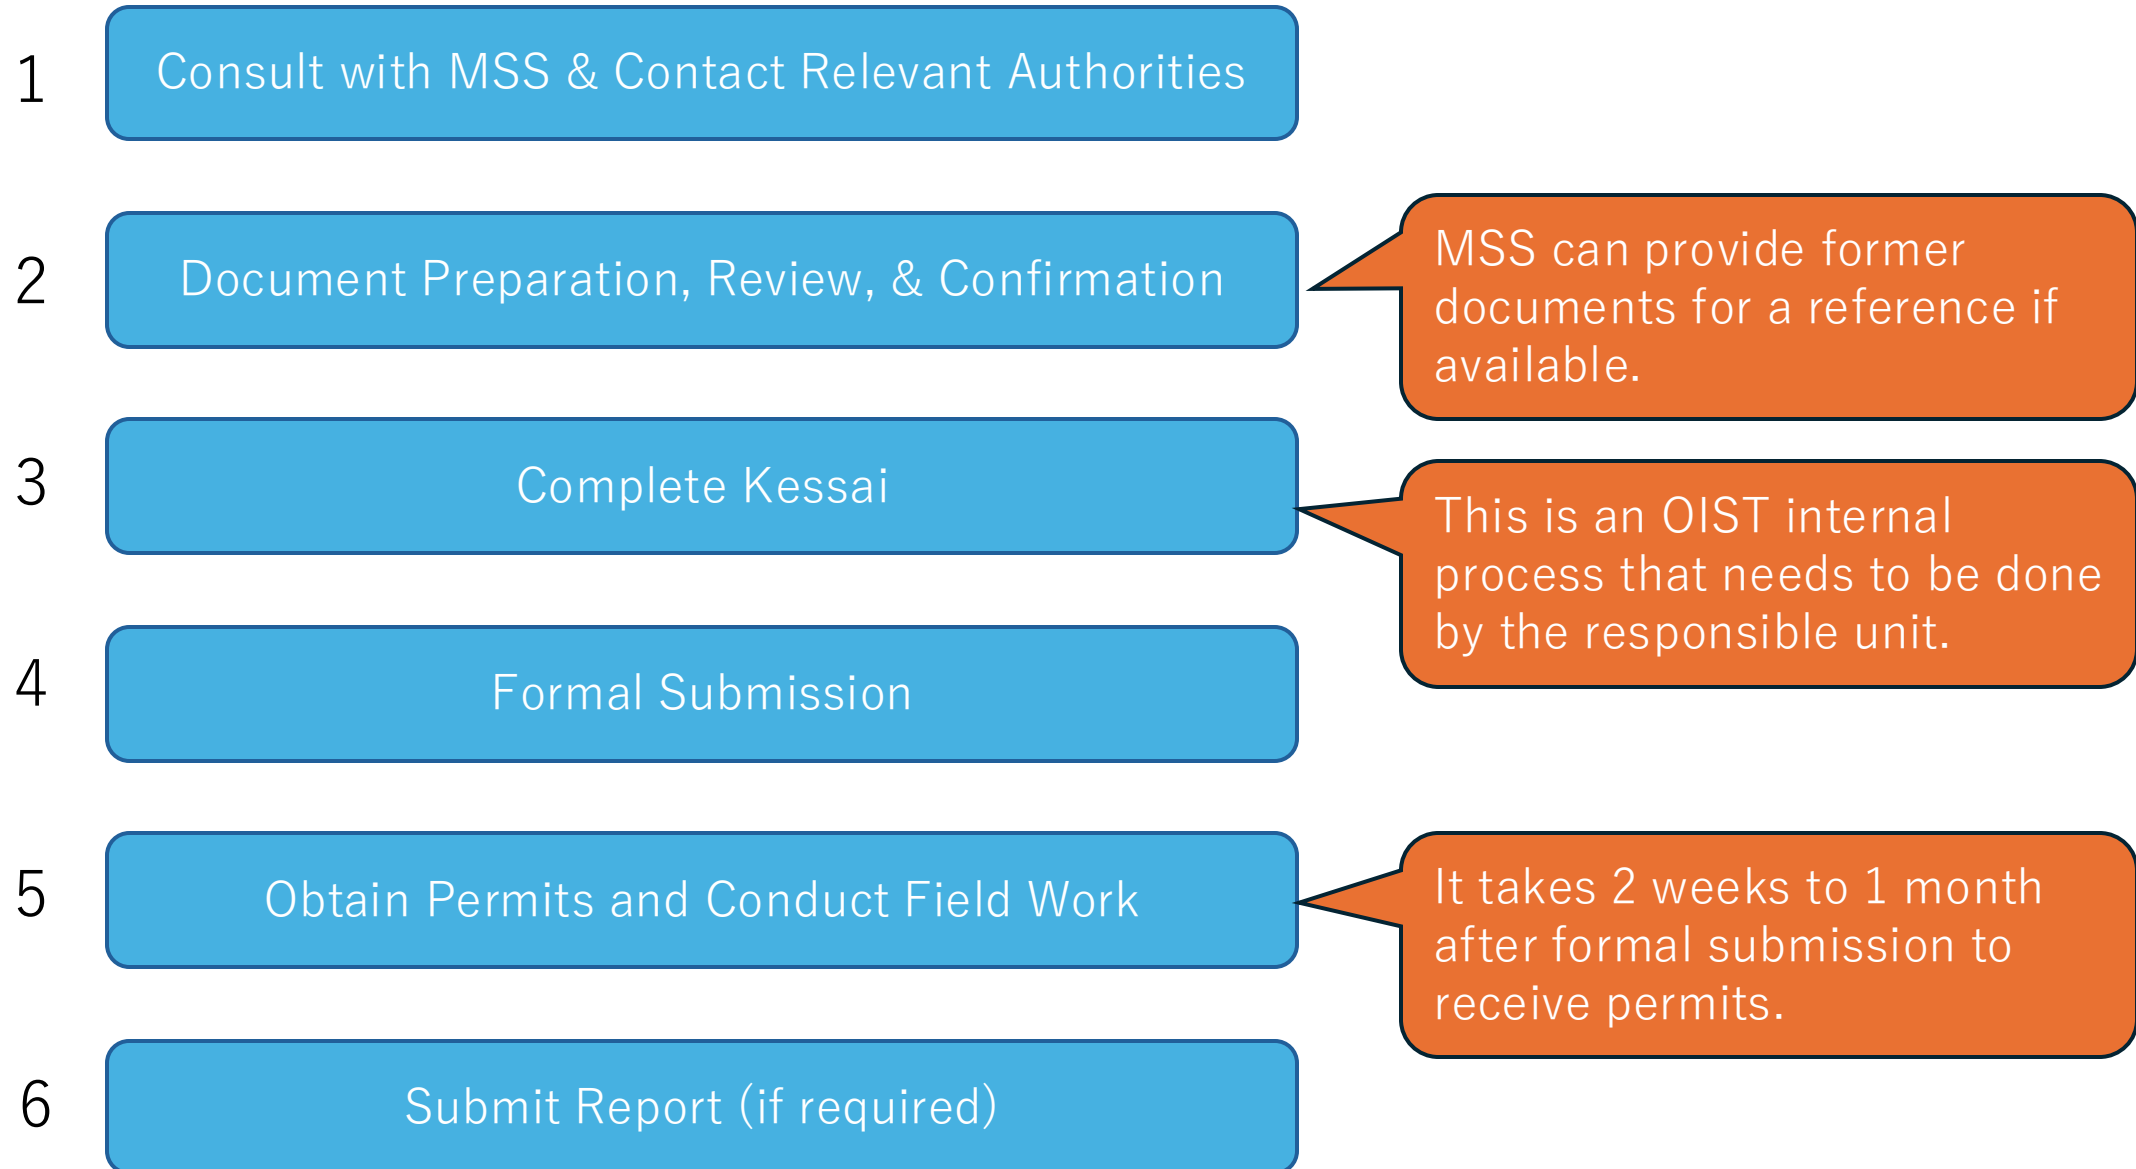 1
Consult with MSS & Contact Relevant Authorities
2
Document Preparation, Review, & Confirmation
MSS can provide former
documents for a reference if
available.
3
Complete Kessai
This is an OIST internal
process that needs to be done
by the responsible unit.
4
Formal Submission
5
Obtain Permits and Conduct Field Work
It takes 2 weeks to 1 month
after formal submission to
receive permits.
6
Submit Report (if required)